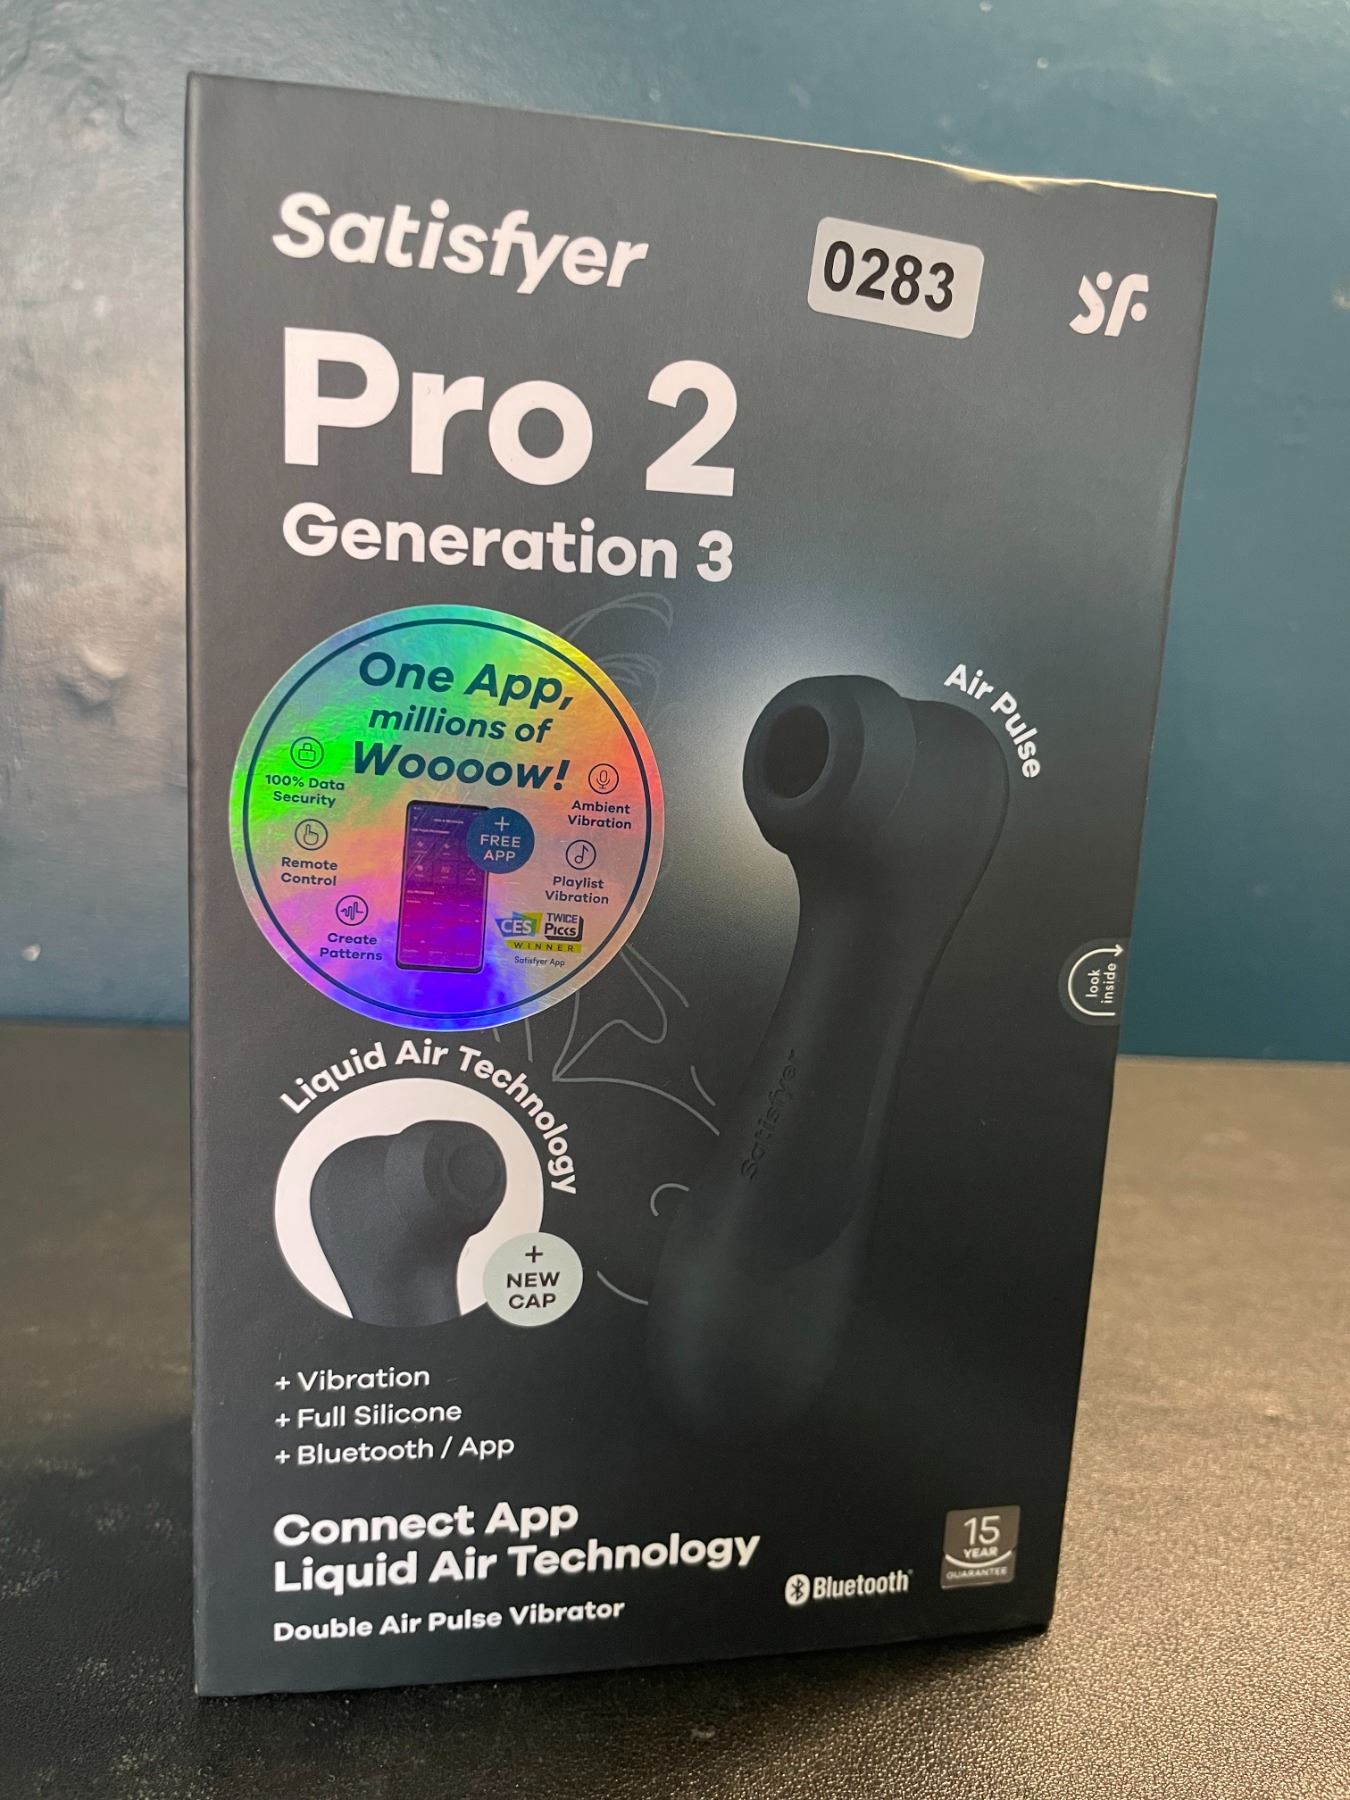 Satisfyer
0283
SF
Pro 2
Generation 3
One App,
millions of
Woooow!
100% Data
Security
Remote
Control
Create
Patterns
+
FREE
APP
Ambient
Vibration
Playlist
Vibration
CES
TWICE
Picks
WINNER
Satisfyer App
Air Pulse
look
inside
Satisfyer
Liquid Air Technology
+
NEW
CAP
+ Vibration
+ Full Silicone
+ Bluetooth / App
Connect App
Liquid Air Technology
Double Air Pulse Vibrator
Bluetooth
15
YEAR
GUARANTEE